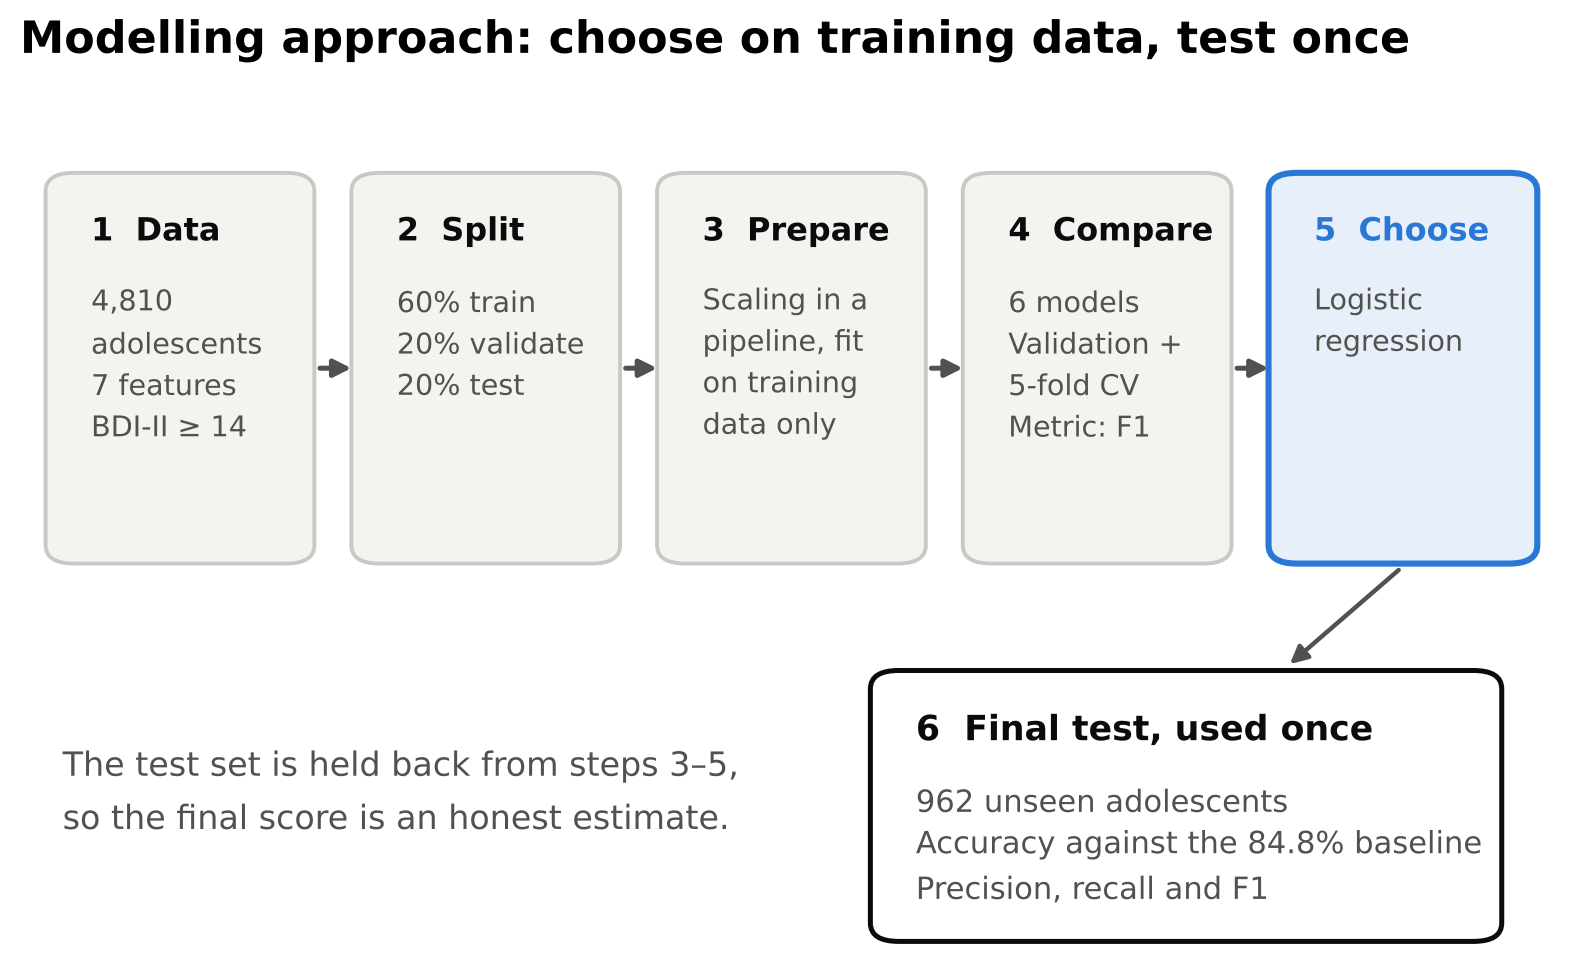 Modelling approach: choose on training data, test once
1 Data
4,810
adolescents
7 features
BDI-II ≥ 14
2 Split
60% train
20% validate
20% test
3 Prepare
Scaling in a
pipeline, fit
on training
data only
4 Compare
6 models
Validation +
5-fold CV
Metric: F1
5 Choose
Logistic
regression
The test set is held back from steps 3–5,
so the final score is an honest estimate.
6 Final test, used once
962 unseen adolescents
Accuracy against the 84.8% baseline
Precision, recall and F1